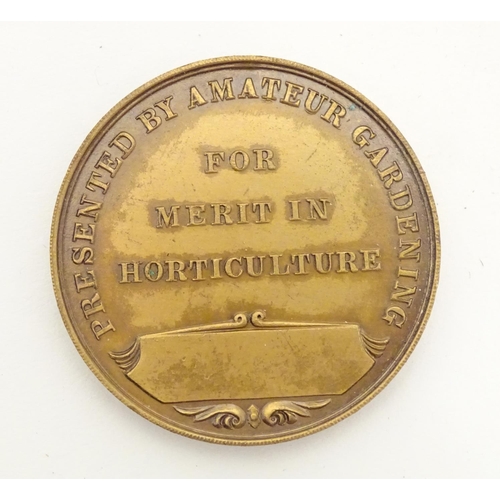 PRESENTED BY AMATEUR GARDENING
FOR
MERIT IN
HORTICULTURE